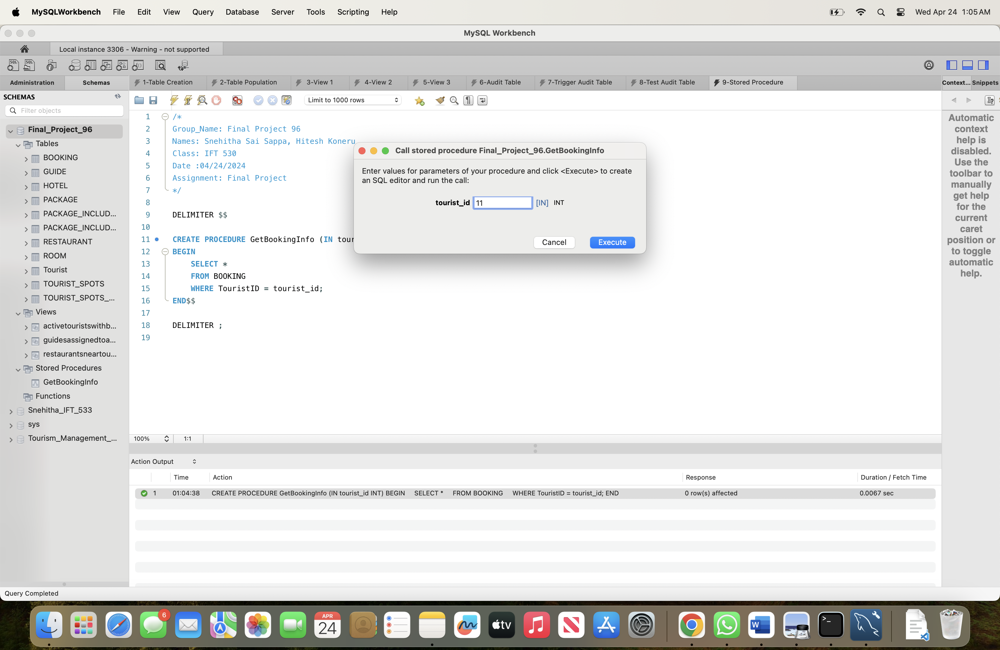 MySQLWorkbench File Edit View Query Database Server Tools Scripting Help Wed Apr 24 1:05 AM
MySQL Workbench
Local instance 3306 - Warning - not supported
Administration Schemas 1-Table Creation 2-Table Population 3-View 1 4-View 2 5-View 3 6-Audit Table 7-Trigger Audit Table 8-Test Audit Table 9-Stored Procedure Context... Snippets
SCHEMAS
Limit to 1000 rows
Filter objects
Final_Project_96
Tables
BOOKING
GUIDE
HOTEL
PACKAGE
PACKAGE_INCLUD...
PACKAGE_INCLUD...
RESTAURANT
ROOM
Tourist
TOURIST_SPOTS
TOURIST_SPOTS_...
Views
activetouristswithb...
guidesassignedtoa...
restaurantsneartou...
Stored Procedures
GetBookingInfo
Functions
Snehitha_IFT_533
sys
Tourism_Management_...
1 /*
2 Group_Name: Final Project 96
3 Names: Snehitha Sai Sappa, Hitesh Koneru
4 Class: IFT 530
5 Date :04/24/2024
6 Assignment: Final Project
7 */
8
9 DELIMITER $$
10
11 CREATE PROCEDURE GetBookingInfo (IN tour
12 BEGIN
13 SELECT *
14 FROM BOOKING
15 WHERE TouristID = tourist_id;
16 END$$
17
18 DELIMITER ;
19
Call stored procedure Final_Project_96.GetBookingInfo
Enter values for parameters of your procedure and click <Execute> to create
an SQL editor and run the call:
tourist_id 11 [IN] INT
Cancel Execute
Automatic
context
help is
disabled.
Use the
toolbar to
manually
get help
for the
current
caret
position or
to toggle
automatic
help.
100% 1:1
Action Output
Time Action Response Duration / Fetch Time
1 01:04:38 CREATE PROCEDURE GetBookingInfo (IN tourist_id INT) BEGIN SELECT * FROM BOOKING WHERE TouristID = tourist_id; END 0 row(s) affected 0.0067 sec
Query Completed
6
APR
24
tv
W
>_